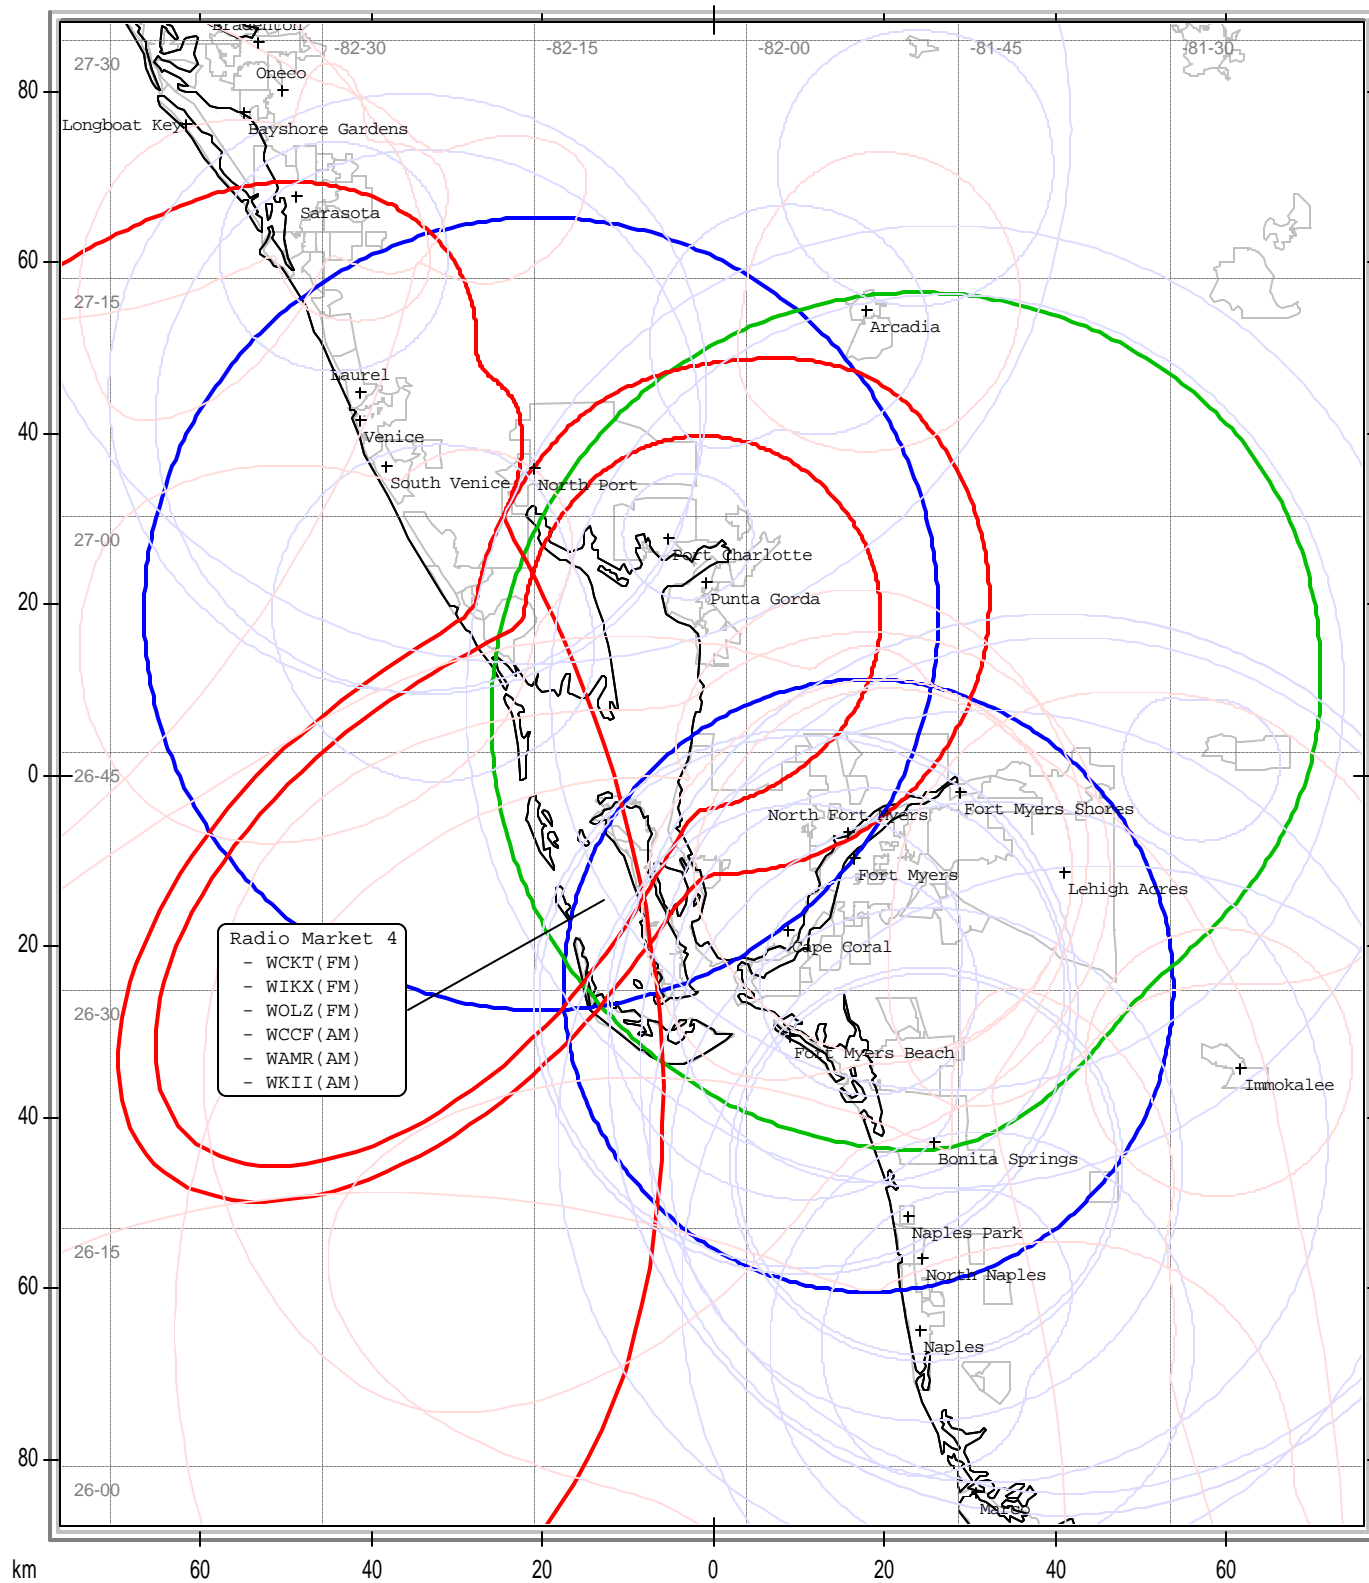 Bradenton
-82-30
-82-15
-82-00
-81-45
-81-30
27-30
Oneco
80
Longboat Key
Bayshore Gardens
Sarasota
60
27-15
Arcadia
Laurel
40
Venice
South Venice
North Port
27-00
Port Charlotte
20
Punta Gorda
0
26-45
North Fort Myers
Fort Myers Shores
Fort Myers
Lehigh Acres
20
Cape Coral
Radio Market 4
- WCKT(FM)
- WIKX(FM)
- WOLZ(FM)
- WCCF(AM)
- WAMR(AM)
- WKII(AM)
26-30
Fort Myers Beach
Immokalee
40
Bonita Springs
Naples Park
26-15
North Naples
60
Naples
80
26-00
Marco
km
60
40
20
0
20
40
60